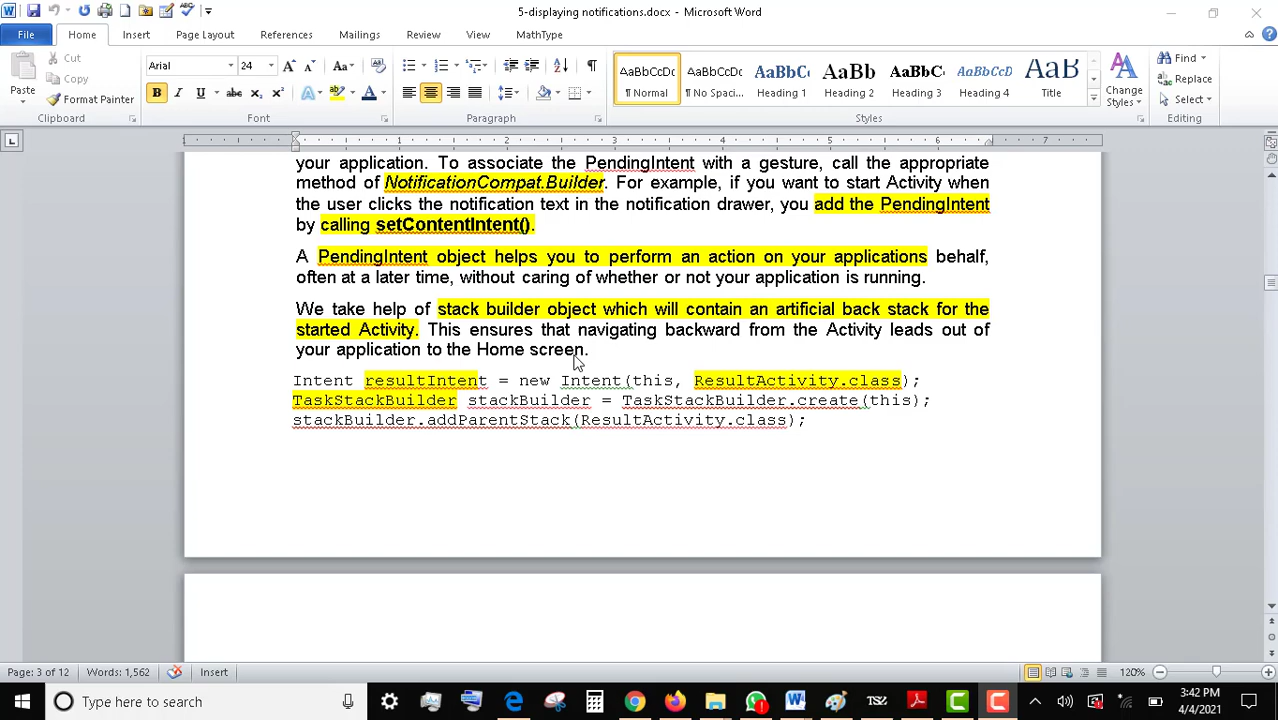 5-displaying notifications.docx - Microsoft Word
File Home Insert Page Layout References Mailings Review View MathType
Cut
Copy
Format Painter
Paste
Clipboard
Arial 24
Font
Paragraph
AaBbCcDc AaBbCcDc AaBbC AaBb AaBbC AaBbCcD AaB
¶ Normal ¶ No Spaci... Heading 1 Heading 2 Heading 3 Heading 4 Title
Change
Styles
Styles
Find
Replace
Select
Editing
1 1 2 3 4 5 6 7
your application. To associate the PendingIntent with a gesture, call the appropriate
method of NotificationCompat.Builder. For example, if you want to start Activity when
the user clicks the notification text in the notification drawer, you add the PendingIntent
by calling setContentIntent().
A PendingIntent object helps you to perform an action on your applications behalf,
often at a later time, without caring of whether or not your application is running.
We take help of stack builder object which will contain an artificial back stack for the
started Activity. This ensures that navigating backward from the Activity leads out of
your application to the Home screen.
Intent resultIntent = new Intent(this, ResultActivity.class);
TaskStackBuilder stackBuilder = TaskStackBuilder.create(this);
stackBuilder.addParentStack(ResultActivity.class);
Page: 3 of 12 Words: 1,562 Insert 120%
Type here to search
3:42 PM
4/4/2021